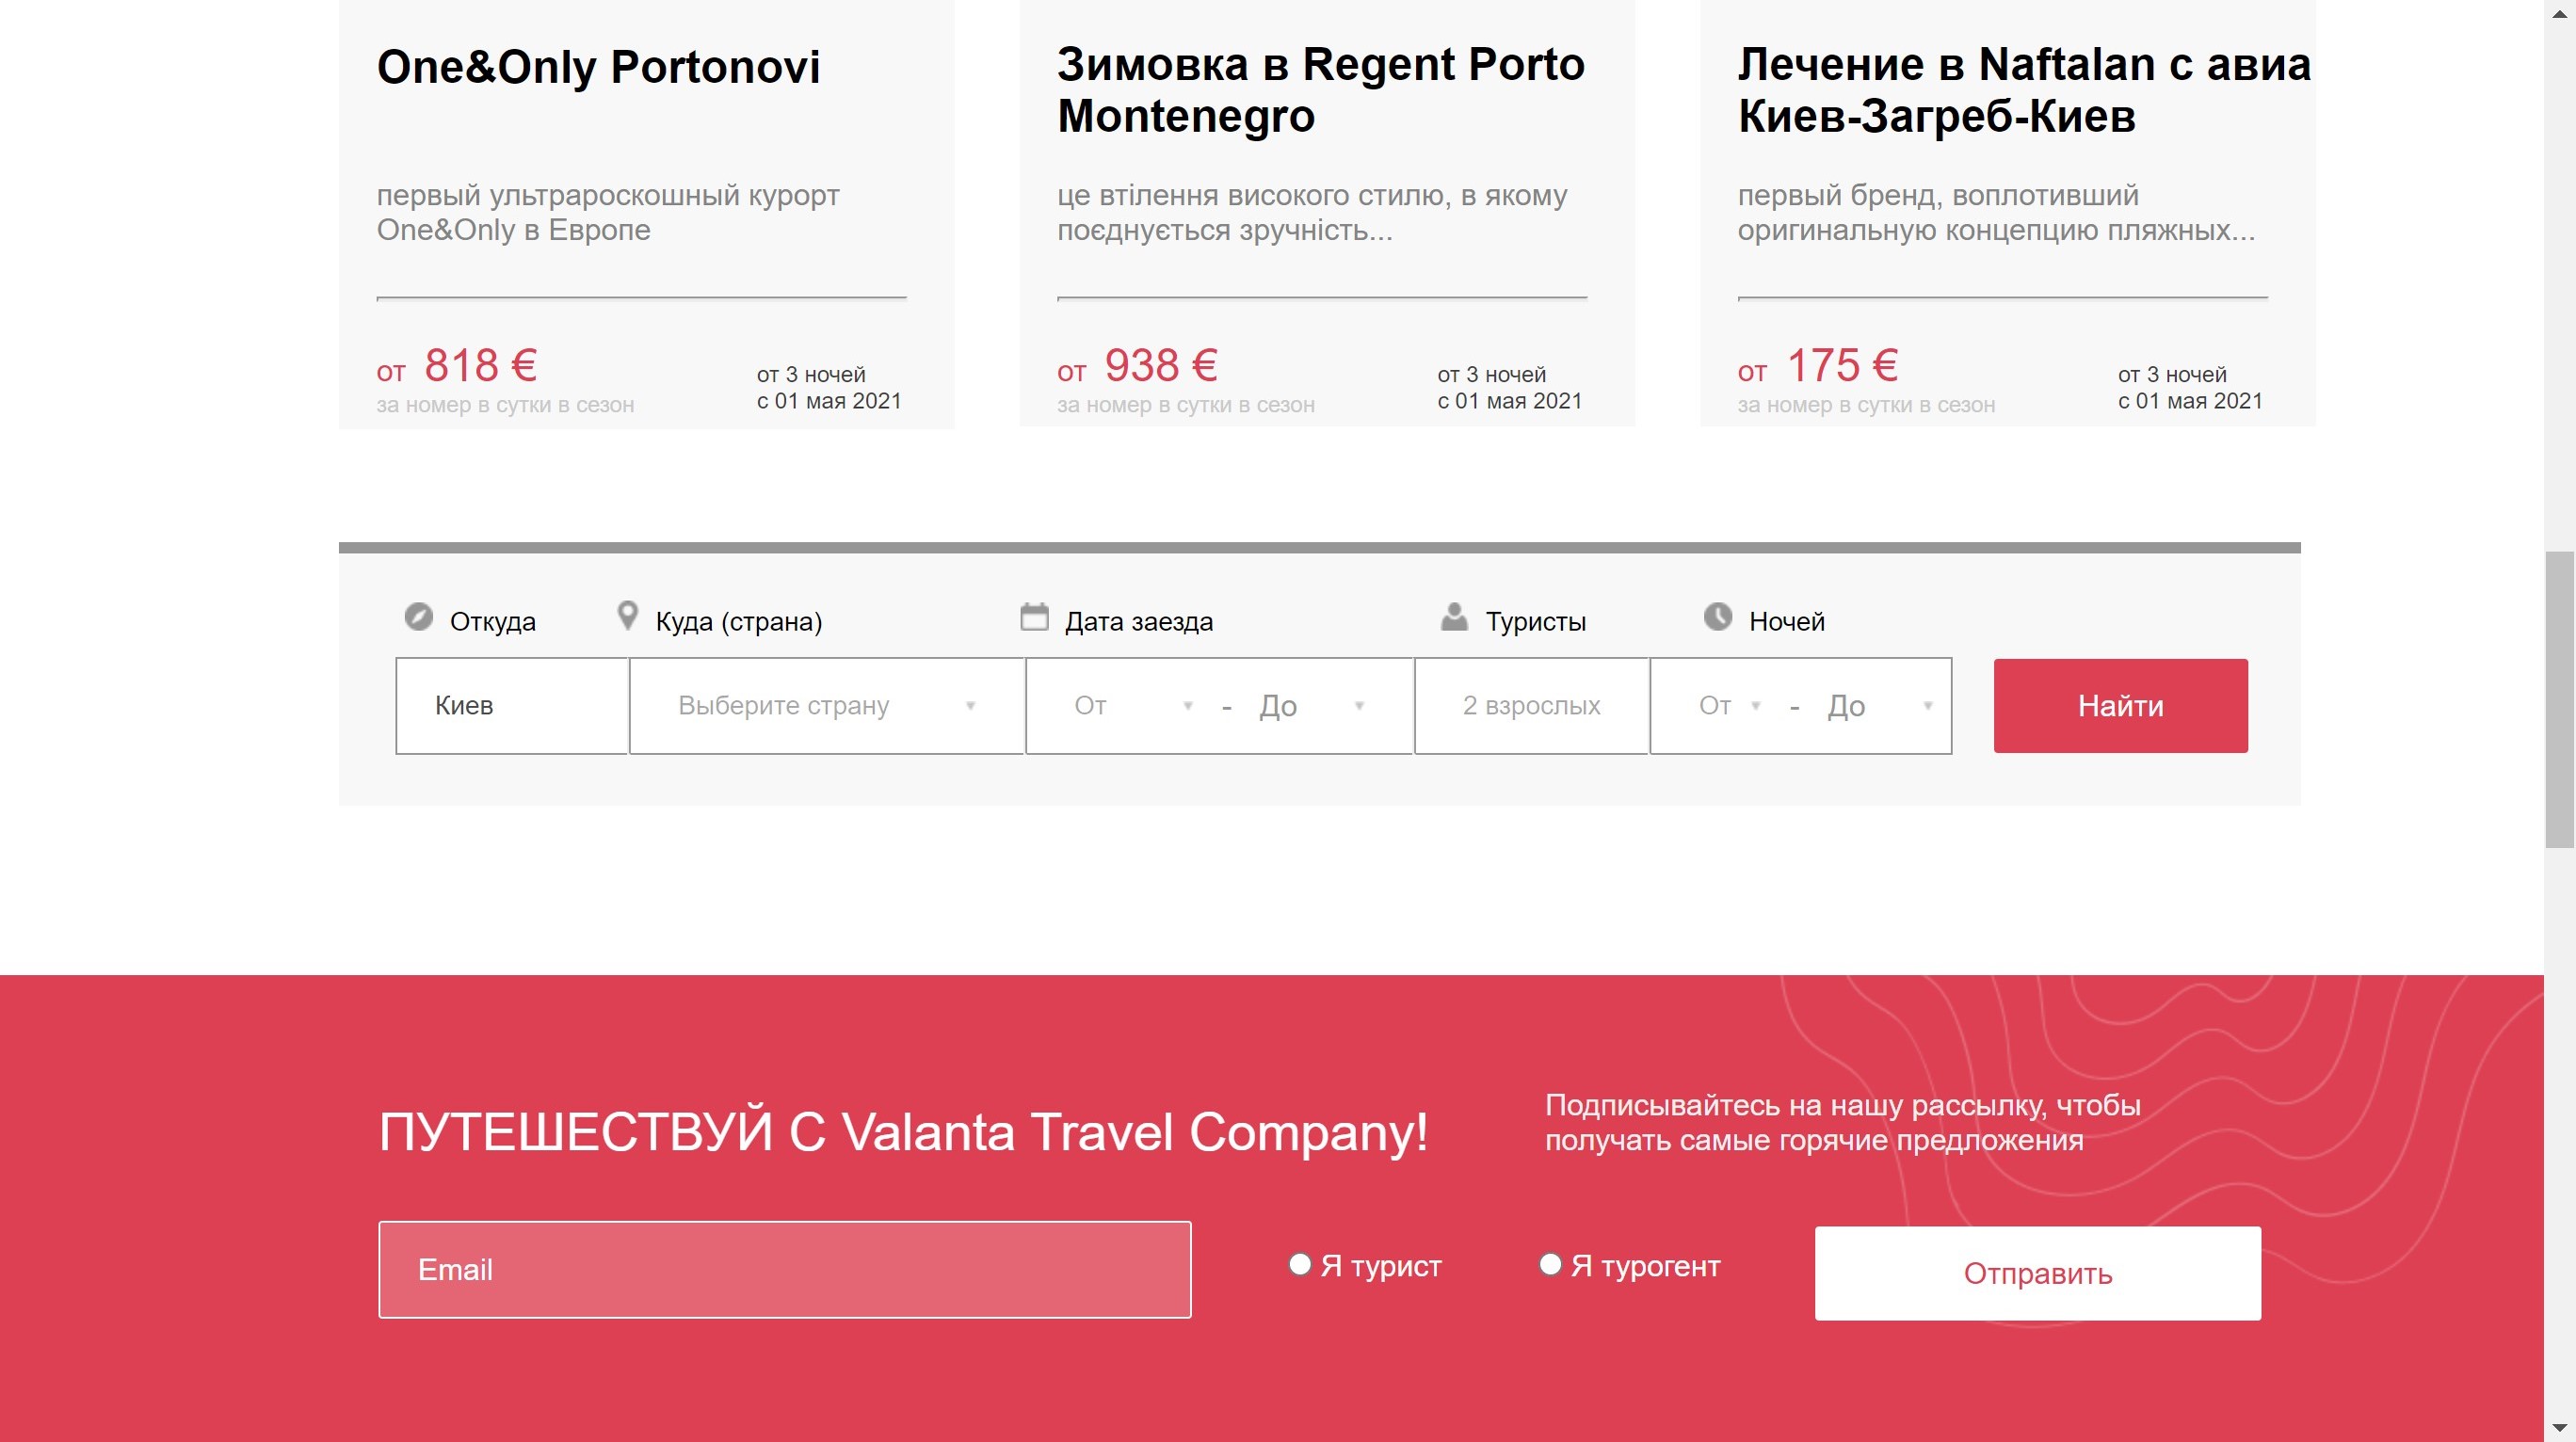 One&Only Portonovi
первый ультрароскошный курорт
One&Only в Европе
от 818 €
за номер в сутки в сезон
от 3 ночей
с 01 мая 2021
Зимовка в Regent Porto
Montenegro
це втілення високого стилю, в якому
поєднується зручність...
от 938 €
за номер в сутки в сезон
от 3 ночей
с 01 мая 2021
Лечение в Naftalan с авиа
Киев-Загреб-Киев
первый бренд, воплотивший
оригинальную концепцию пляжных...
от 175 €
за номер в сутки в сезон
от 3 ночей
с 01 мая 2021
Откуда
Куда (страна)
Дата заезда
Туристы
Ночей
Киев
Выберите страну
От - До
2 взрослых
От - До
Найти
ПУТЕШЕСТВУЙ С Valanta Travel Company!
Подписывайтесь на нашу рассылку, чтобы
получать самые горячие предложения
Email
Я турист
Я турогент
Отправить